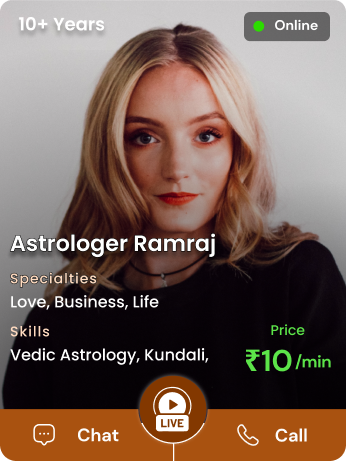 10+ Years
Online
Astrologer Ramraj
Specialties
Love, Business, Life
Skills
Vedic Astrology, Kundali,
Price
₹10/min
LIVE
Chat
Call